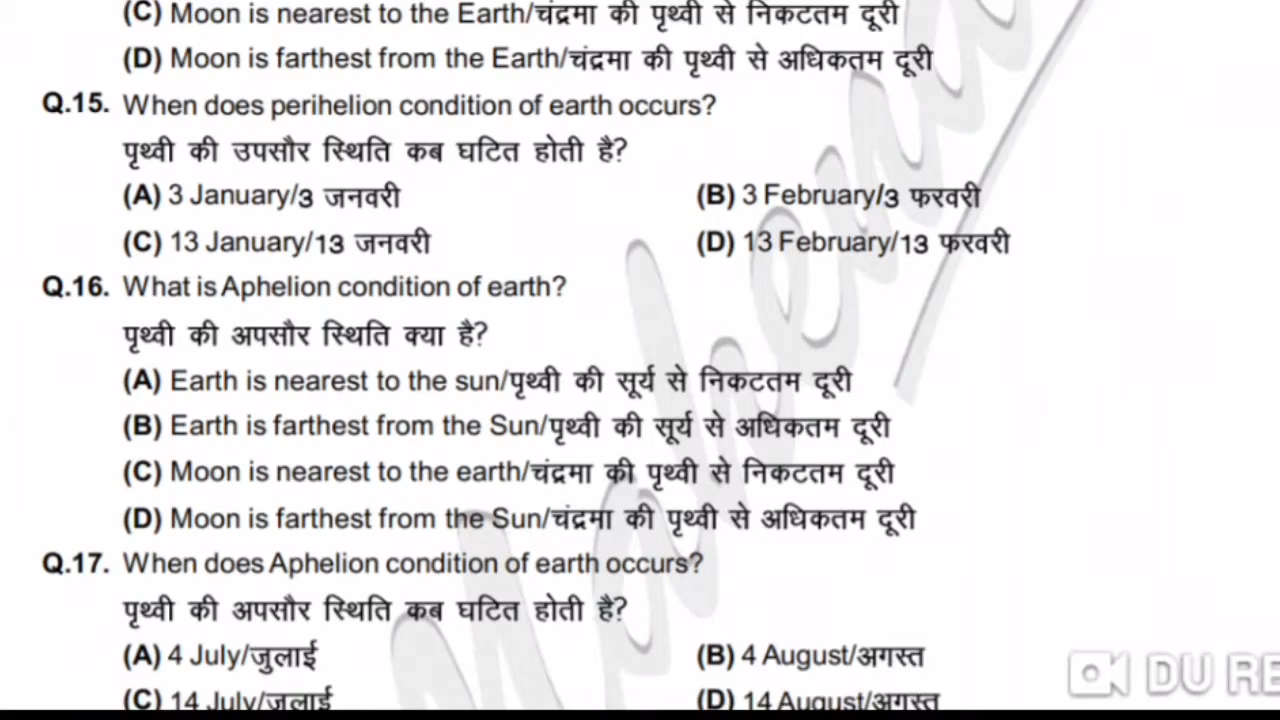 (C) Moon is nearest to the Earth/चंद्रमा की पृथ्वी से निकटतम दूरी
(D) Moon is farthest from the Earth/चंद्रमा की पृथ्वी से अधिकतम दूरी
Q.15. When does perihelion condition of earth occurs?
पृथ्वी की उपसौर स्थिति कब घटित होती है?
(A) 3 January/3 जनवरी (B) 3 February/3 फरवरी
(C) 13 January/13 जनवरी (D) 13 February/13 फरवरी
Q.16. What is Aphelion condition of earth?
पृथ्वी की अपसौर स्थिति क्या है?
(A) Earth is nearest to the sun/पृथ्वी की सूर्य से निकटतम दूरी
(B) Earth is farthest from the Sun/पृथ्वी की सूर्य से अधिकतम दूरी
(C) Moon is nearest to the earth/चंद्रमा की पृथ्वी से निकटतम दूरी
(D) Moon is farthest from the Sun/चंद्रमा की पृथ्वी से अधिकतम दूरी
Q.17. When does Aphelion condition of earth occurs?
पृथ्वी की अपसौर स्थिति कब घटित होती है?
(A) 4 July/जुलाई (B) 4 August/अगस्त
(C) 14 July/जुलाई (D) 14 August/अगस्त
DU RE